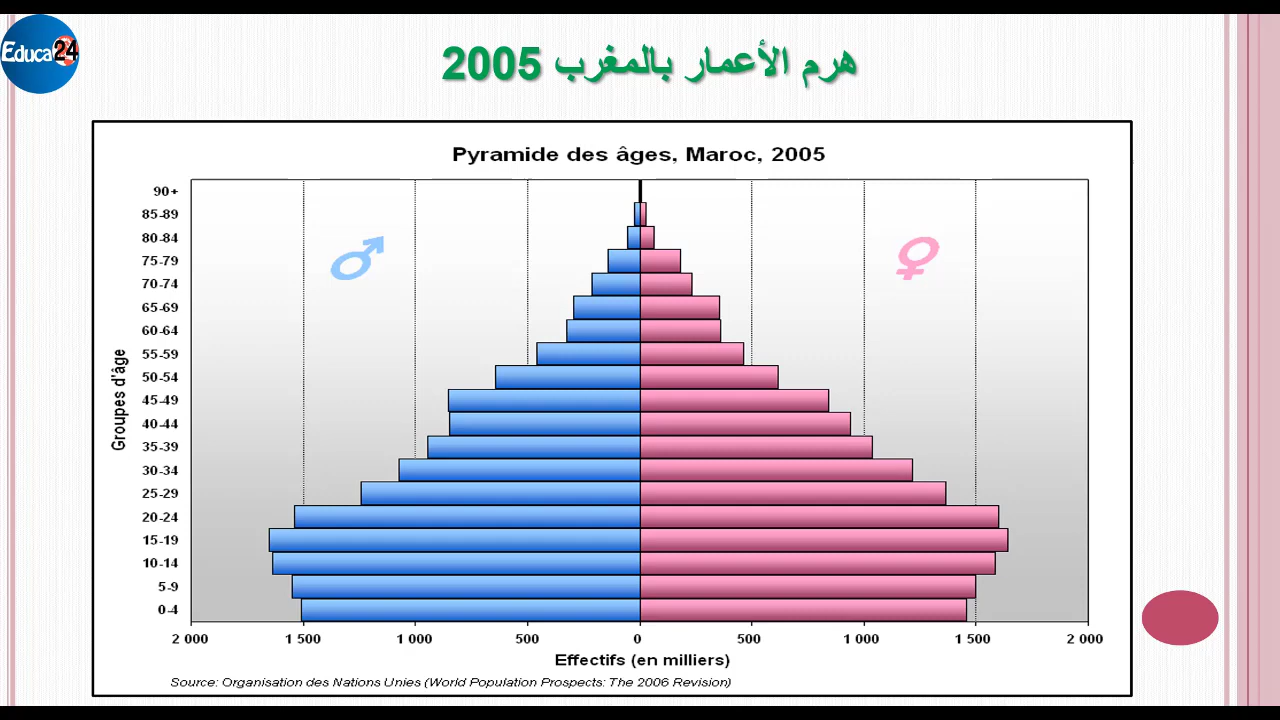 Educa24
هرم الأعمار بالمغرب 2005
Pyramide des âges, Maroc, 2005
90+
85-89
80-84
75-79
70-74
65-69
60-64
55-59
50-54
45-49
40-44
35-39
30-34
25-29
20-24
15-19
10-14
5-9
0-4
Groupes d'âge
2 000 1 500 1 000 500 0 500 1 000 1 500 2 000
Effectifs (en milliers)
Source: Organisation des Nations Unies (World Population Prospects: The 2006 Revision)